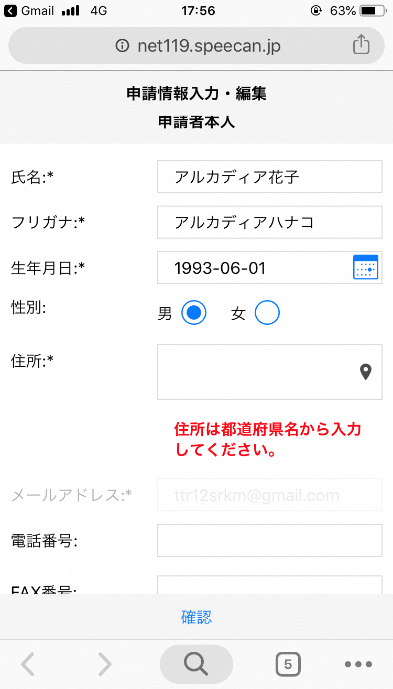 Gmail 4G 17:56 63%
net119.speecan.jp
申請情報入力・編集
申請者本人
氏名:* アルカディア花子
フリガナ:* アルカディアハナコ
生年月日:* 1993-06-01
性別: 男 女
住所:*
住所は都道府県名から入力
してください。
メールアドレス:* ttr12srkm@gmail.com
電話番号:
FAX番号:
確認
5